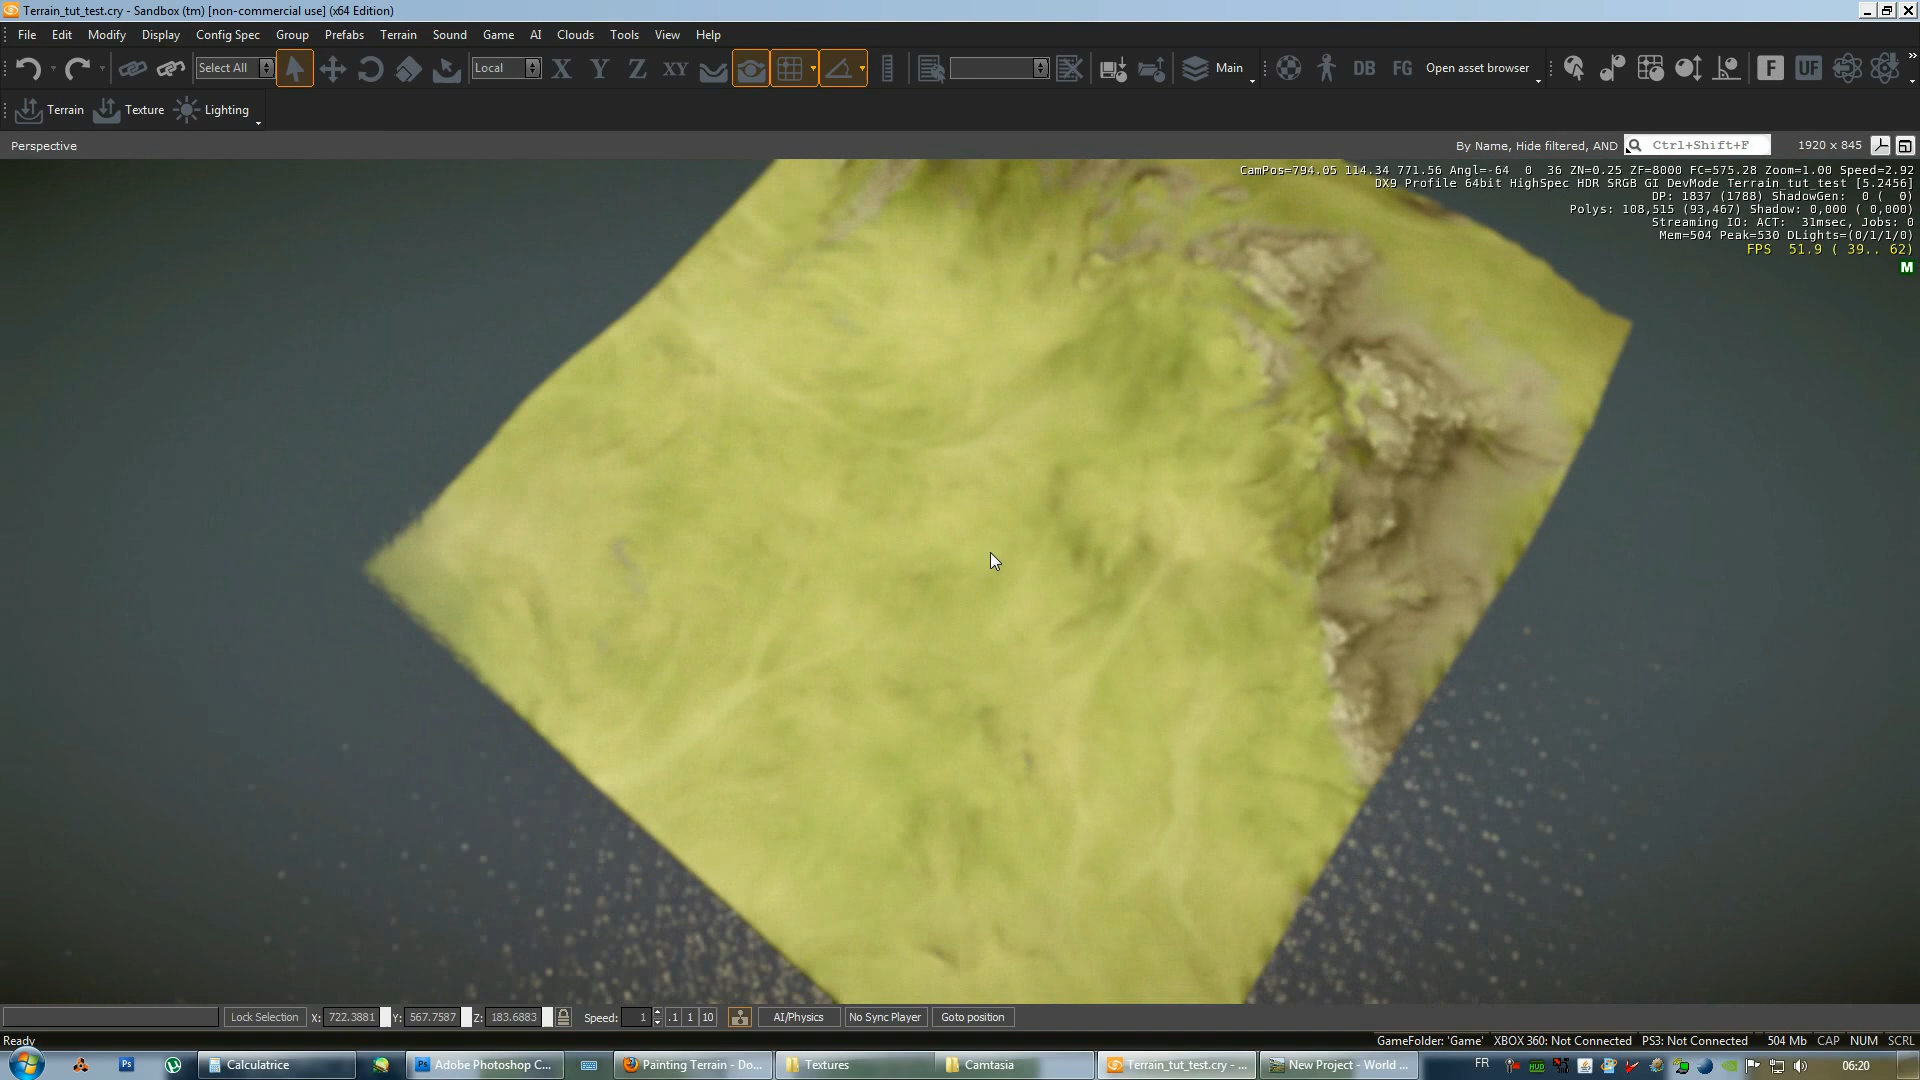 Terrain_tut_test.cry - Sandbox (tm) [non-commercial use] (x64 Edition)
File Edit Modify Display Config Spec Group Prefabs Terrain Sound Game AI Clouds Tools View Help
Select All Local X Y Z XY Main DB FG Open asset browser F UF
Terrain Texture Lighting
Perspective By Name, Hide filtered, AND Ctrl+Shift+F 1920 x 845
CamPos=794.05 114.34 771.56 Angl=-64 0 36 ZN=0.25 ZF=8000 FC=575.28 Zoom=1.00 Speed=2.92
DX9 Profile 64bit HighSpec HDR SRGB GI DevMode Terrain_tut_test [5.2456]
DP: 1837 (1788) ShadowGen: 0 ( 0)
Polys: 108,515 (93,467) Shadow: 0,000 ( 0,000)
Streaming IO: ACT: 31msec, Jobs: 0
Mem=504 Peak=530 DLights=(0/1/1/0)
FPS 51.9 ( 39.. 62)
M
Lock Selection X: 722.3881 Y: 567.7587 Z: 183.6883 Speed: 1 .1 1 10 AI/Physics No Sync Player Goto position
Ready GameFolder: 'Game' XBOX 360: Not Connected PS3: Not Connected 504 Mb CAP NUM SCRL
Ps Calculatrice Ps Adobe Photoshop C... Painting Terrain - Do... Textures Camtasia Terrain_tut_test.cry - ... New Project - World ... FR 06:20